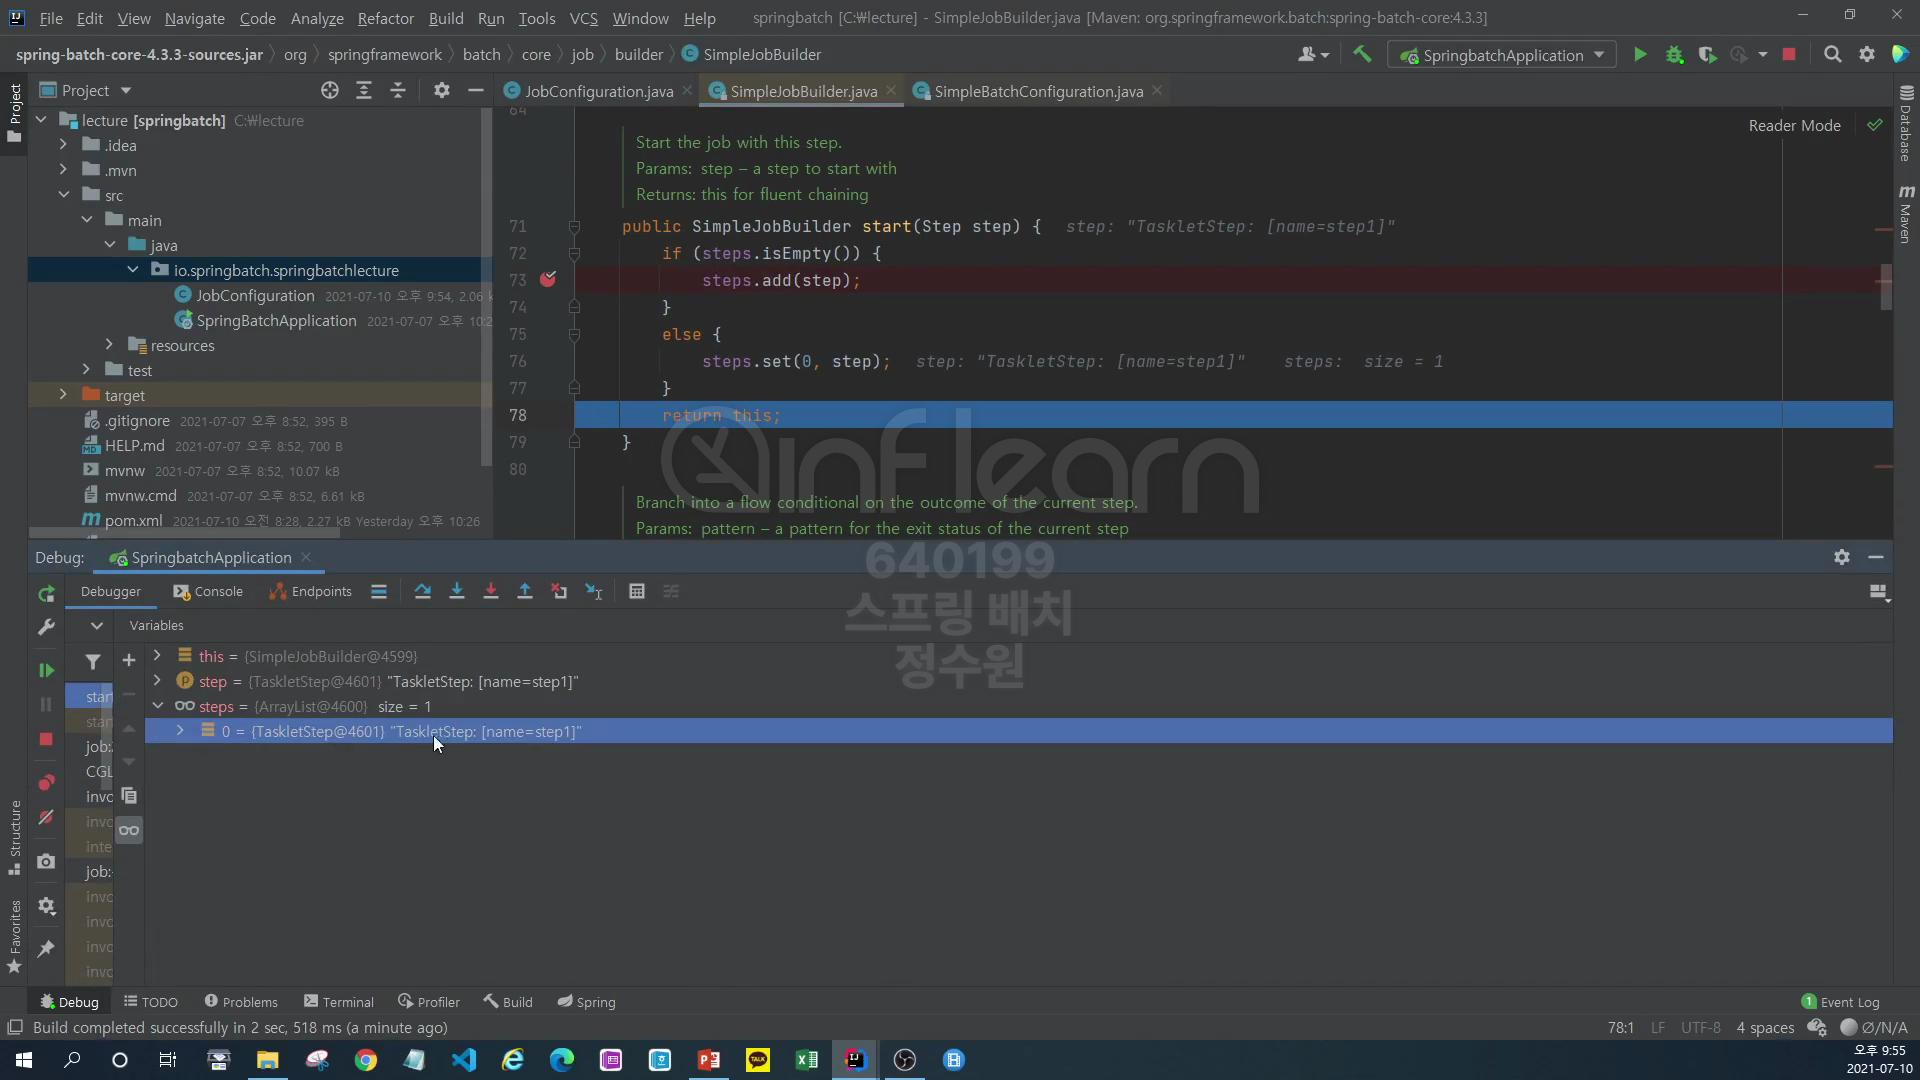 File Edit View Navigate Code Analyze Refactor Build Run Tools VCS Window Help springbatch [C:₩lecture] - SimpleJobBuilder.java [Maven: org.springframework.batch:spring-batch-core:4.3.3]
spring-batch-core-4.3.3-sources.jar org springframework batch core job builder SimpleJobBuilder SpringbatchApplication
Project JobConfiguration.java SimpleJobBuilder.java SimpleBatchConfiguration.java
Project
lecture [springbatch] C:₩lecture
.idea
.mvn
src
main
java
io.springbatch.springbatchlecture
JobConfiguration 2021-07-10 오후 9:54, 2.06 k
SpringBatchApplication 2021-07-07 오후 10:2
resources
test
target
.gitignore 2021-07-07 오후 8:52, 395 B
HELP.md 2021-07-07 오후 8:52, 700 B
mvnw 2021-07-07 오후 8:52, 10.07 kB
mvnw.cmd 2021-07-07 오후 8:52, 6.61 kB
pom.xml 2021-07-10 오전 8:28, 2.27 kB Yesterday 오후 10:26
Reader Mode
Database
Maven
64
Start the job with this step.
Params: step – a step to start with
Returns: this for fluent chaining
71 public SimpleJobBuilder start(Step step) { step: "TaskletStep: [name=step1]"
72 if (steps.isEmpty()) {
73 steps.add(step);
74 }
75 else {
76 steps.set(0, step); step: "TaskletStep: [name=step1]" steps: size = 1
77 }
78 return this;
79 }
80
Branch into a flow conditional on the outcome of the current step.
Params: pattern – a pattern for the exit status of the current step
inflearn
640199
스프링 배치
정수원
Debug: SpringbatchApplication
Debugger Console Endpoints
Variables
this = {SimpleJobBuilder@4599}
step = {TaskletStep@4601} "TaskletStep: [name=step1]"
steps = {ArrayList@4600} size = 1
0 = {TaskletStep@4601} "TaskletStep: [name=step1]"
star
star
job:
CGL
invo
invo
inte
job:
invo
invo
invo
invo
Structure
Favorites
Debug TODO Problems Terminal Profiler Build Spring 1 Event Log
Build completed successfully in 2 sec, 518 ms (a minute ago) 78:1 LF UTF-8 4 spaces Ø/N/A
오후 9:55
2021-07-10